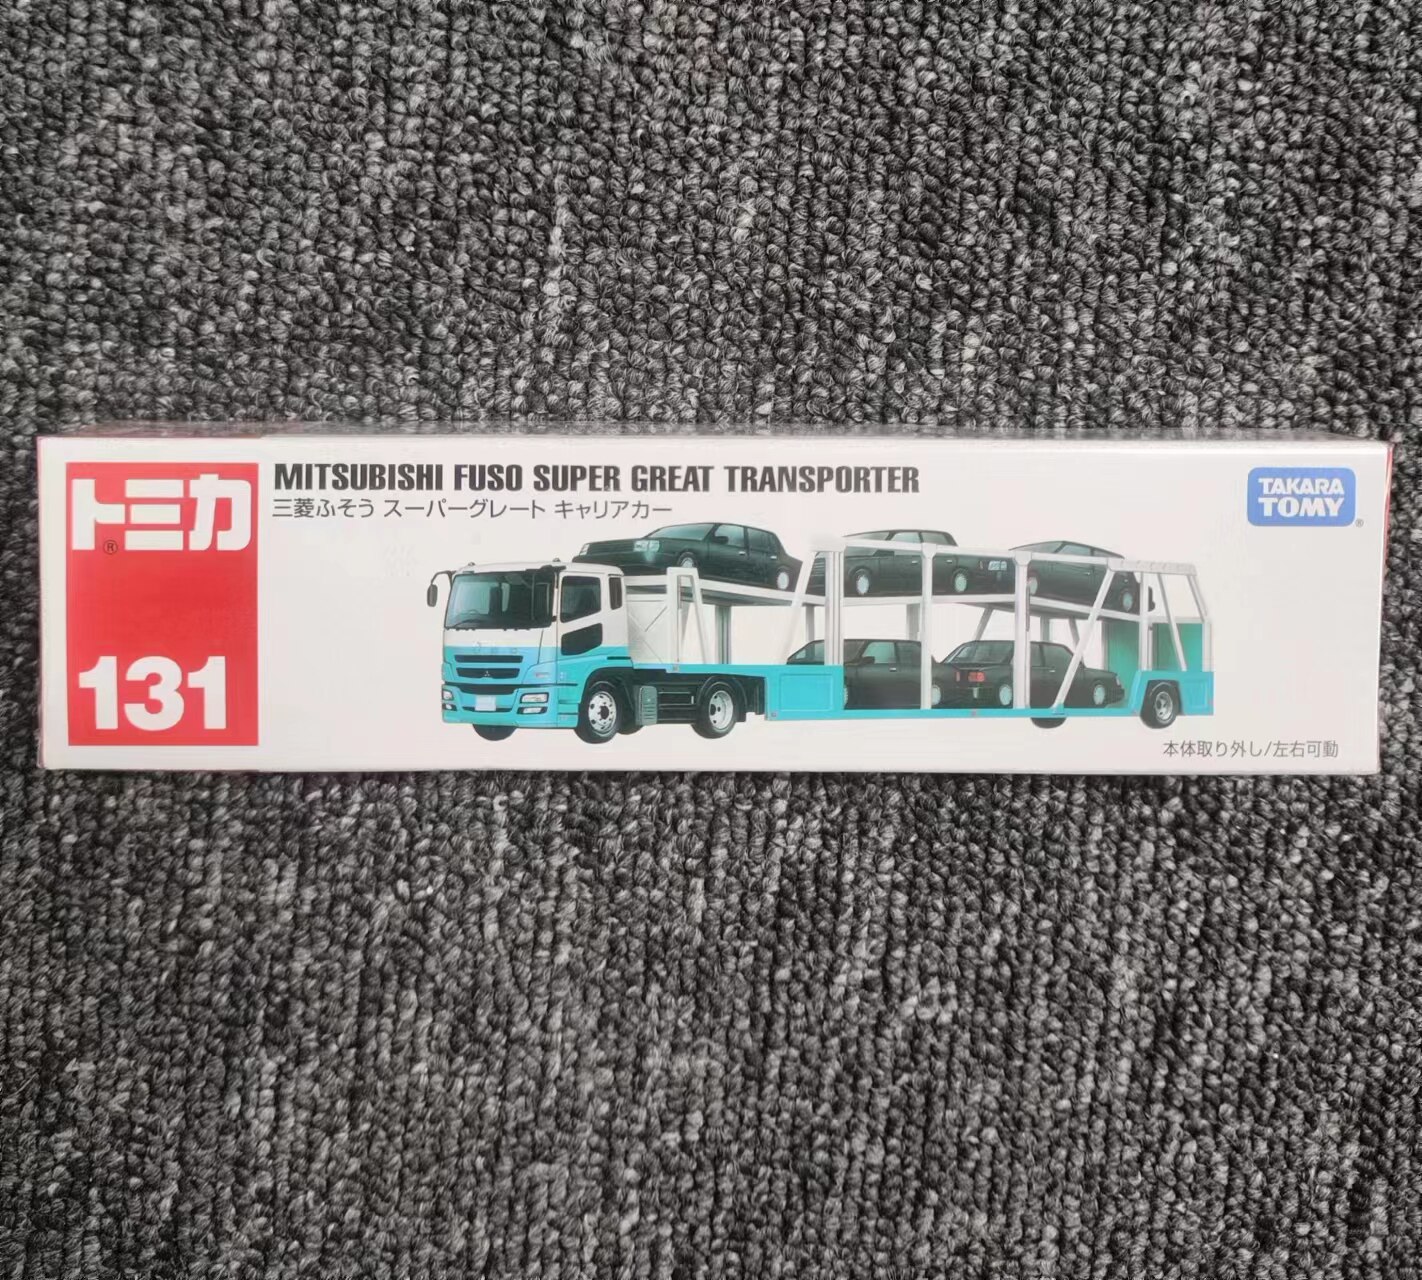 トミカ
®
131
MITSUBISHI FUSO SUPER GREAT TRANSPORTER
三菱ふそう スーパーグレート キャリアカー
TAKARA
TOMY
®
本体取り外し/左右可動